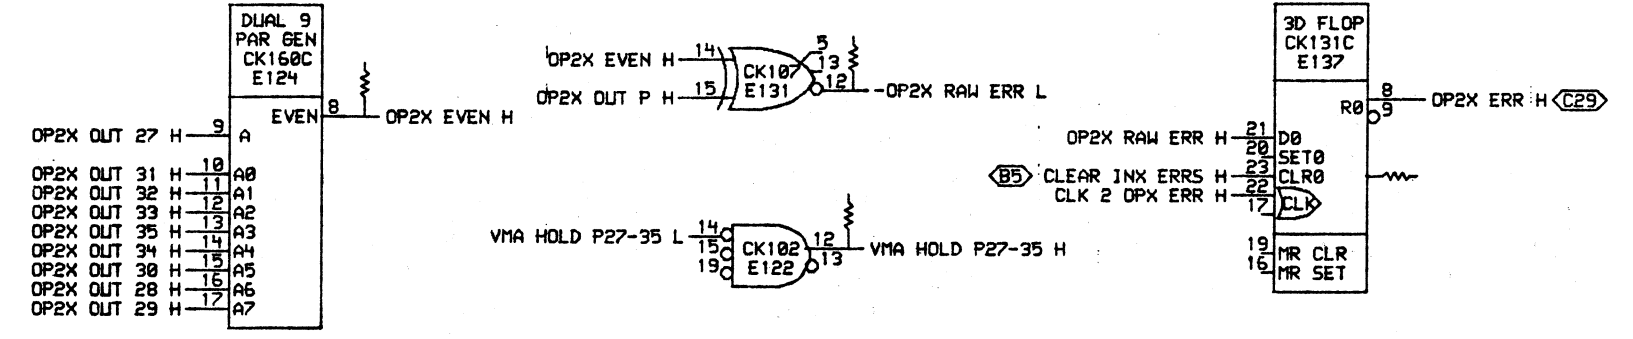 DUAL 9
PAR GEN
CK160C
E124
EVEN 8 OP2X EVEN H
OP2X OUT 27 H 9 A
OP2X OUT 31 H 10 A0
OP2X OUT 32 H 11 A1
OP2X OUT 33 H 12 A2
OP2X OUT 35 H 13 A3
OP2X OUT 34 H 14 A4
OP2X OUT 30 H 15 A5
OP2X OUT 28 H 16 A6
OP2X OUT 29 H 17 A7
OP2X EVEN H 14
OP2X OUT P H 15
CK107
E131
5
13
12 -OP2X RAW ERR L
VMA HOLD P27-35 L 14
15
19
CK102
E122
12 VMA HOLD P27-35 H
13
3D FLOP
CK131C
E137
R0 8 OP2X ERR H C29
9
OP2X RAW ERR H 21 D0
20 SET0
B5 CLEAR INX ERRS H 23 CLR0
CLK 2 OPX ERR H 22 CLK
17
19 MR CLR
16 MR SET